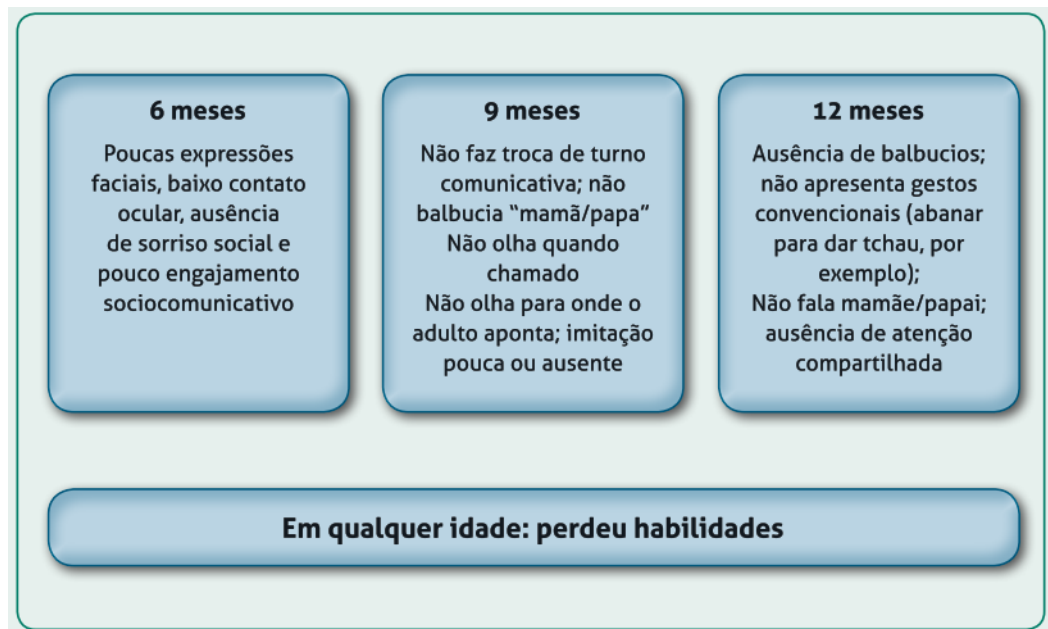 6 meses
Poucas expressões
faciais, baixo contato
ocular, ausência
de sorriso social e
pouco engajamento
sociocomunicativo
9 meses
Não faz troca de turno
comunicativa; não
balbucia “mamã/papa”
Não olha quando
chamado
Não olha para onde o
adulto aponta; imitação
pouca ou ausente
12 meses
Ausência de balbucios;
não apresenta gestos
convencionais (abanar
para dar tchau, por
exemplo);
Não fala mamãe/papai;
ausência de atenção
compartilhada
Em qualquer idade: perdeu habilidades